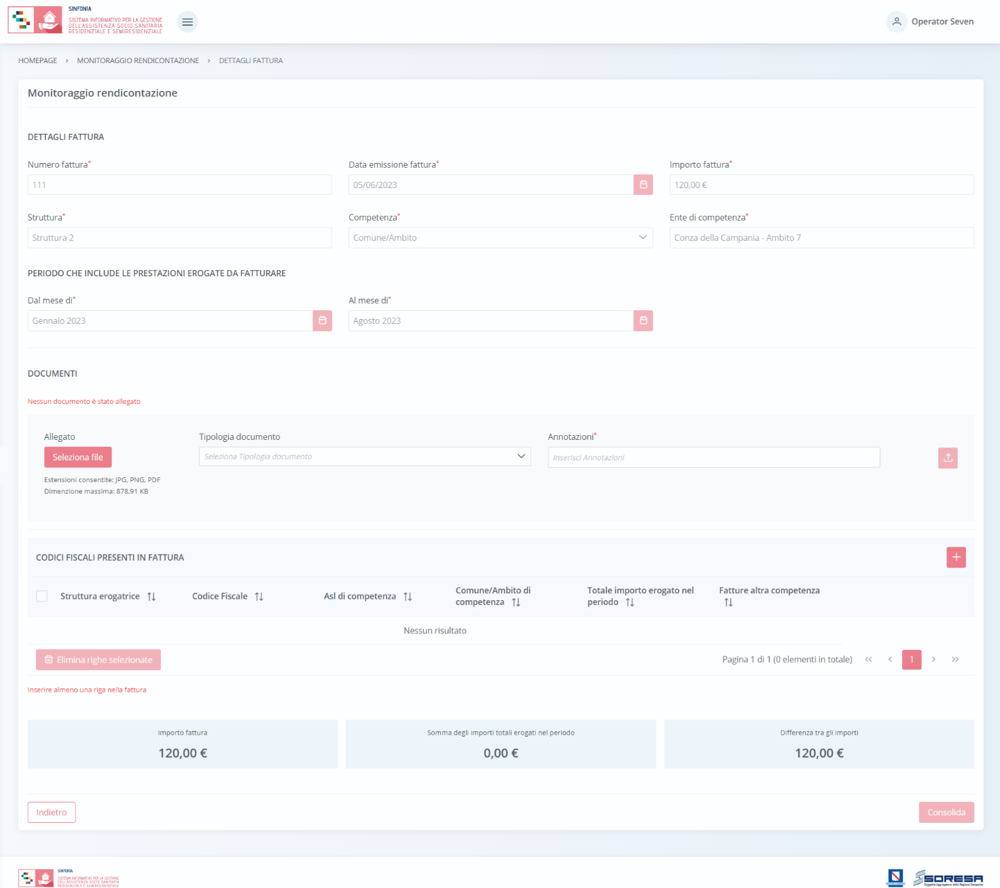 SINFONIA
SISTEMA INFORMATIVO PER LA GESTIONE
DELL'ASSISTENZA SOCIO SANITARIA
RESIDENZIALE E SEMIRESIDENZIALE
Operator Seven
HOMEPAGE > MONITORAGGIO RENDICONTAZIONE > DETTAGLI FATTURA
Monitoraggio rendicontazione
DETTAGLI FATTURA
Numero fattura* Data emissione fattura* Importo fattura*
111 05/06/2023 120,00 €
Struttura* Competenza* Ente di competenza*
Struttura 2 Comune/Ambito Conza della Campania - Ambito 7
PERIODO CHE INCLUDE LE PRESTAZIONI EROGATE DA FATTURARE
Dal mese di* Al mese di*
Gennaio 2023 Agosto 2023
DOCUMENTI
Nessun documento è stato allegato
Allegato Tipologia documento Annotazioni*
Seleziona file Seleziona Tipologia documento Inserisci Annotazioni
Estensioni consentite: JPG, PNG, PDF
Dimenzione massima: 878.91 KB
CODICI FISCALI PRESENTI IN FATTURA
Struttura erogatrice Codice Fiscale Asl di competenza Comune/Ambito di competenza Totale importo erogato nel periodo Fatture altra competenza
Nessun risultato
Elimina righe selezionate Pagina 1 di 1 (0 elementi in totale) << < 1 > >>
Inserire almeno una riga nella fattura
Importo fattura Somma degli importi totali erogati nel periodo Differenza tra gli importi
120,00 € 0,00 € 120,00 €
Indietro Consolida
SINFONIA
SISTEMA INFORMATIVO PER LA GESTIONE
DELL'ASSISTENZA SOCIO SANITARIA
RESIDENZIALE E SEMIRESIDENZIALE
SORESA
Soggetto Aggregatore della Regione Campania